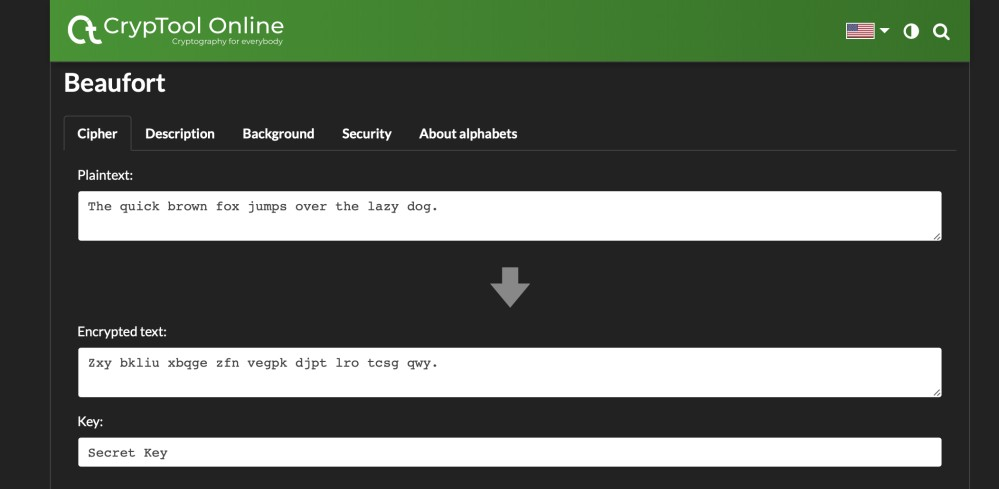 CrypTool Online
Cryptography for everybody
Beaufort
Cipher Description Background Security About alphabets
Plaintext:
The quick brown fox jumps over the lazy dog.
Encrypted text:
Zxy bkliu xbqge zfn vegpk djpt lro tcsg qwy.
Key:
Secret Key